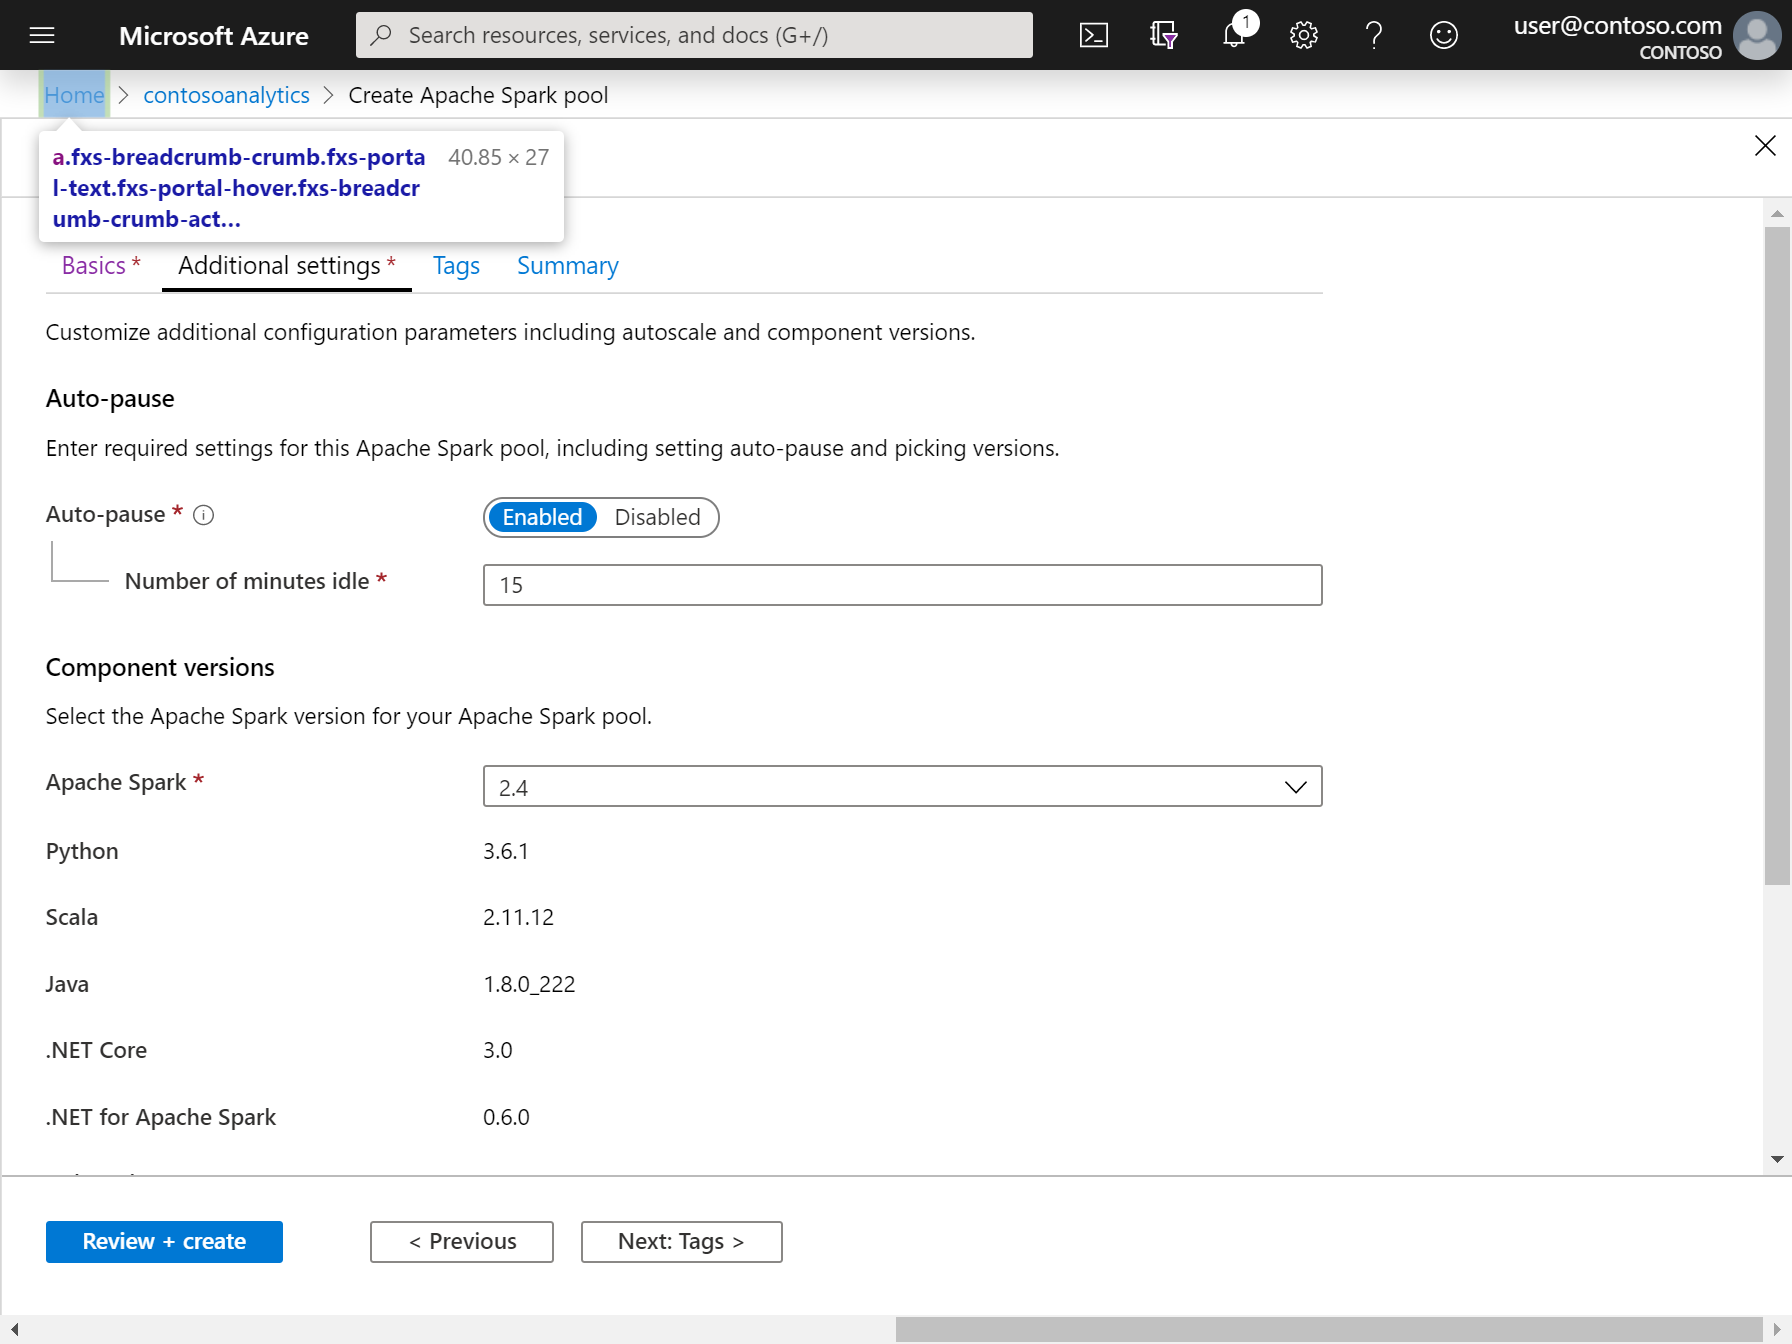 Microsoft Azure
Search resources, services, and docs (G+/)
1
user@contoso.com
CONTOSO
Home > contosoanalytics > Create Apache Spark pool
a.fxs-breadcrumb-crumb.fxs-porta 40.85 × 27
l-text.fxs-portal-hover.fxs-breadcr
umb-crumb-act...
Basics * Additional settings * Tags Summary
Customize additional configuration parameters including autoscale and component versions.
Auto-pause
Enter required settings for this Apache Spark pool, including setting auto-pause and picking versions.
Auto-pause * Enabled Disabled
Number of minutes idle * 15
Component versions
Select the Apache Spark version for your Apache Spark pool.
Apache Spark * 2.4
Python 3.6.1
Scala 2.11.12
Java 1.8.0_222
.NET Core 3.0
.NET for Apache Spark 0.6.0
Review + create < Previous Next: Tags >